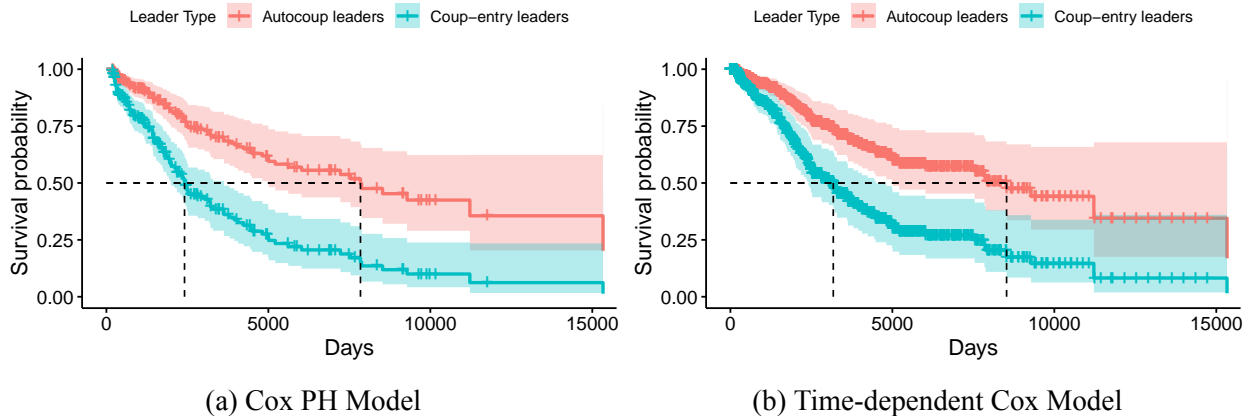 Leader Type Autocoup leaders Coup−entry leaders
1.00
0.75
0.50
0.25
0.00
Survival probability
0 5000 10000 15000
Days
(a) Cox PH Model
Leader Type Autocoup leaders Coup−entry leaders
1.00
0.75
0.50
0.25
0.00
Survival probability
0 5000 10000 15000
Days
(b) Time-dependent Cox Model